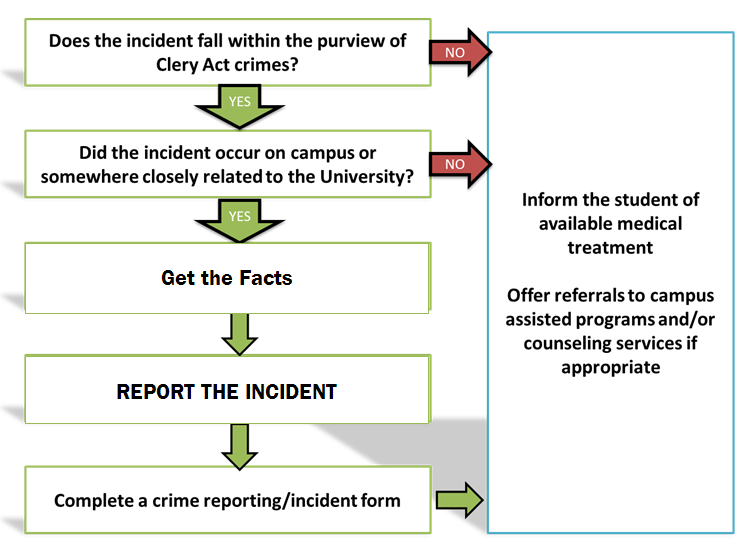 Does the incident fall within the purview of
Clery Act crimes?
NO
YES
Did the incident occur on campus or
somewhere closely related to the University?
NO
YES
Get the Facts
REPORT THE INCIDENT
Complete a crime reporting/incident form
Inform the student of
available medical
treatment
Offer referrals to campus
assisted programs and/or
counseling services if
appropriate